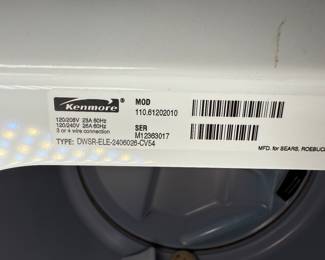 Kenmore
120/208V 23A 60Hz
120/240V 26A 60Hz
3 or 4 wire connection
MOD
110.61202010
SER
M12363017
TYPE: DWSR-ELE-2406026-CV54
MFD. for SEARS, ROEBUC